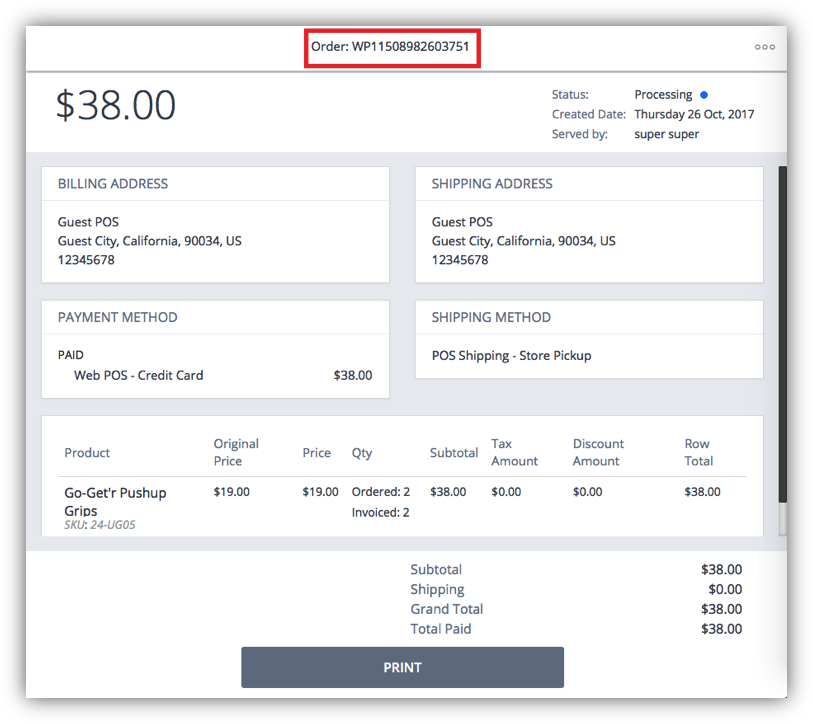 Order: WP11508982603751
$38.00
Status: Processing
Created Date: Thursday 26 Oct, 2017
Served by: super super
BILLING ADDRESS
Guest POS
Guest City, California, 90034, US
12345678
SHIPPING ADDRESS
Guest POS
Guest City, California, 90034, US
12345678
PAYMENT METHOD
PAID
Web POS - Credit Card $38.00
SHIPPING METHOD
POS Shipping - Store Pickup
Product Original Price Price Qty Subtotal Tax Amount Discount Amount Row Total
Go-Get'r Pushup $19.00 $19.00 Ordered: 2 $38.00 $0.00 $0.00 $38.00
Grips Invoiced: 2
SKU: 24-UG05
Subtotal $38.00
Shipping $0.00
Grand Total $38.00
Total Paid $38.00
PRINT